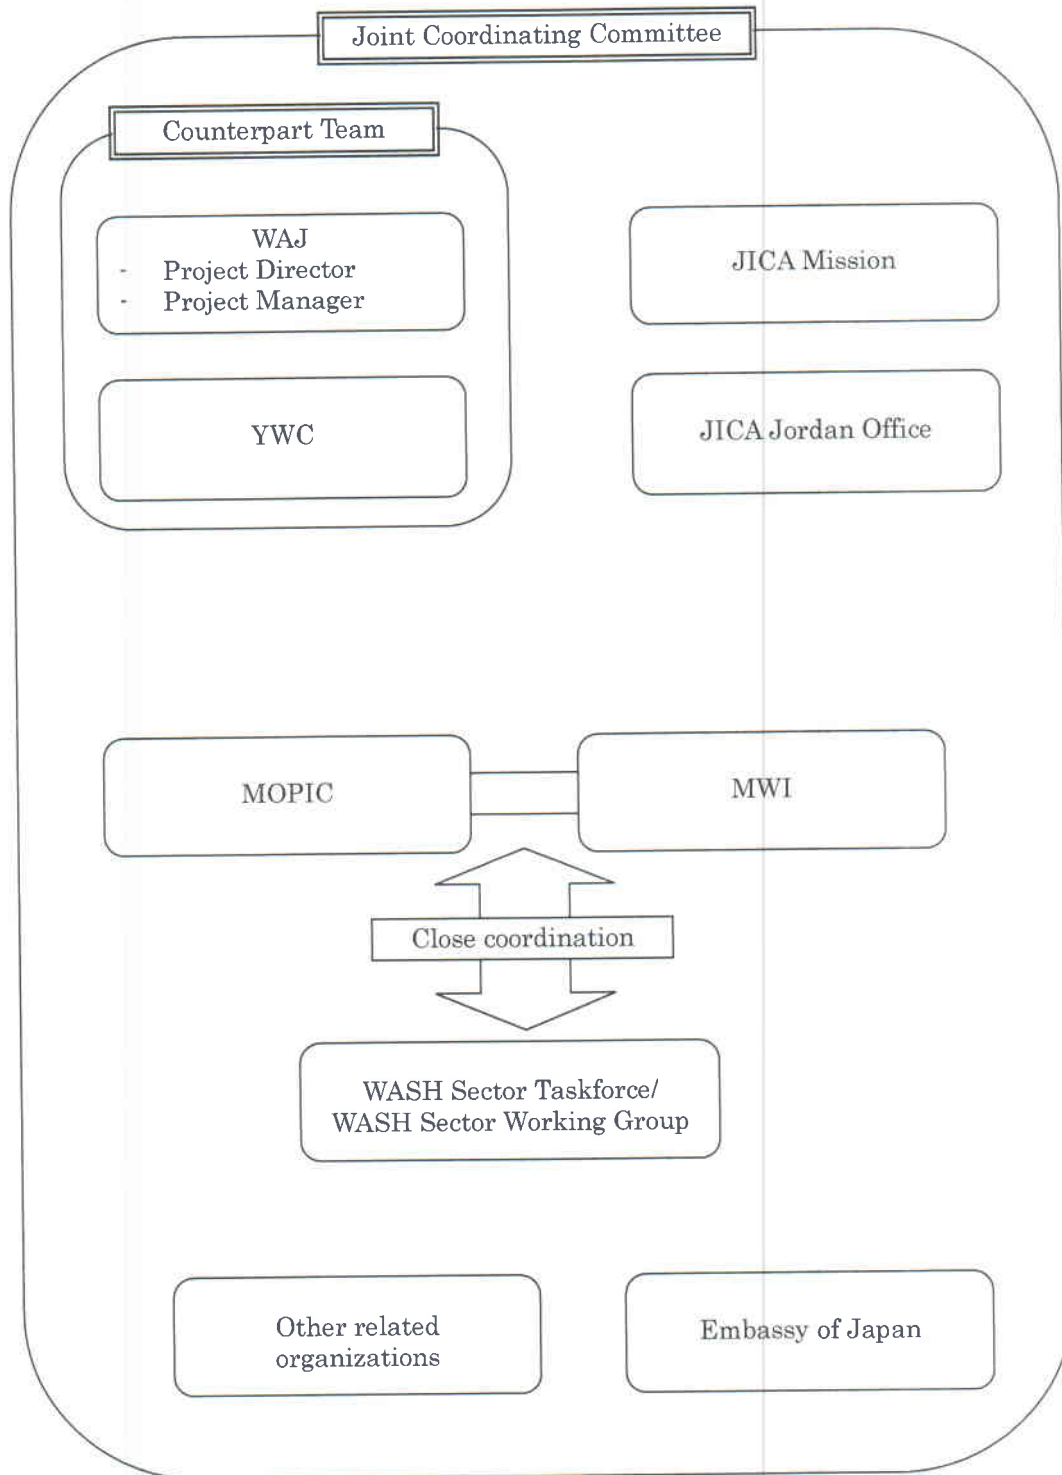 Joint Coordinating Committee
Counterpart Team
WAJ
- Project Director
- Project Manager
YWC
JICA Mission
JICA Jordan Office
MOPIC
MWI
Close coordination
WASH Sector Taskforce/
WASH Sector Working Group
Other related
organizations
Embassy of Japan